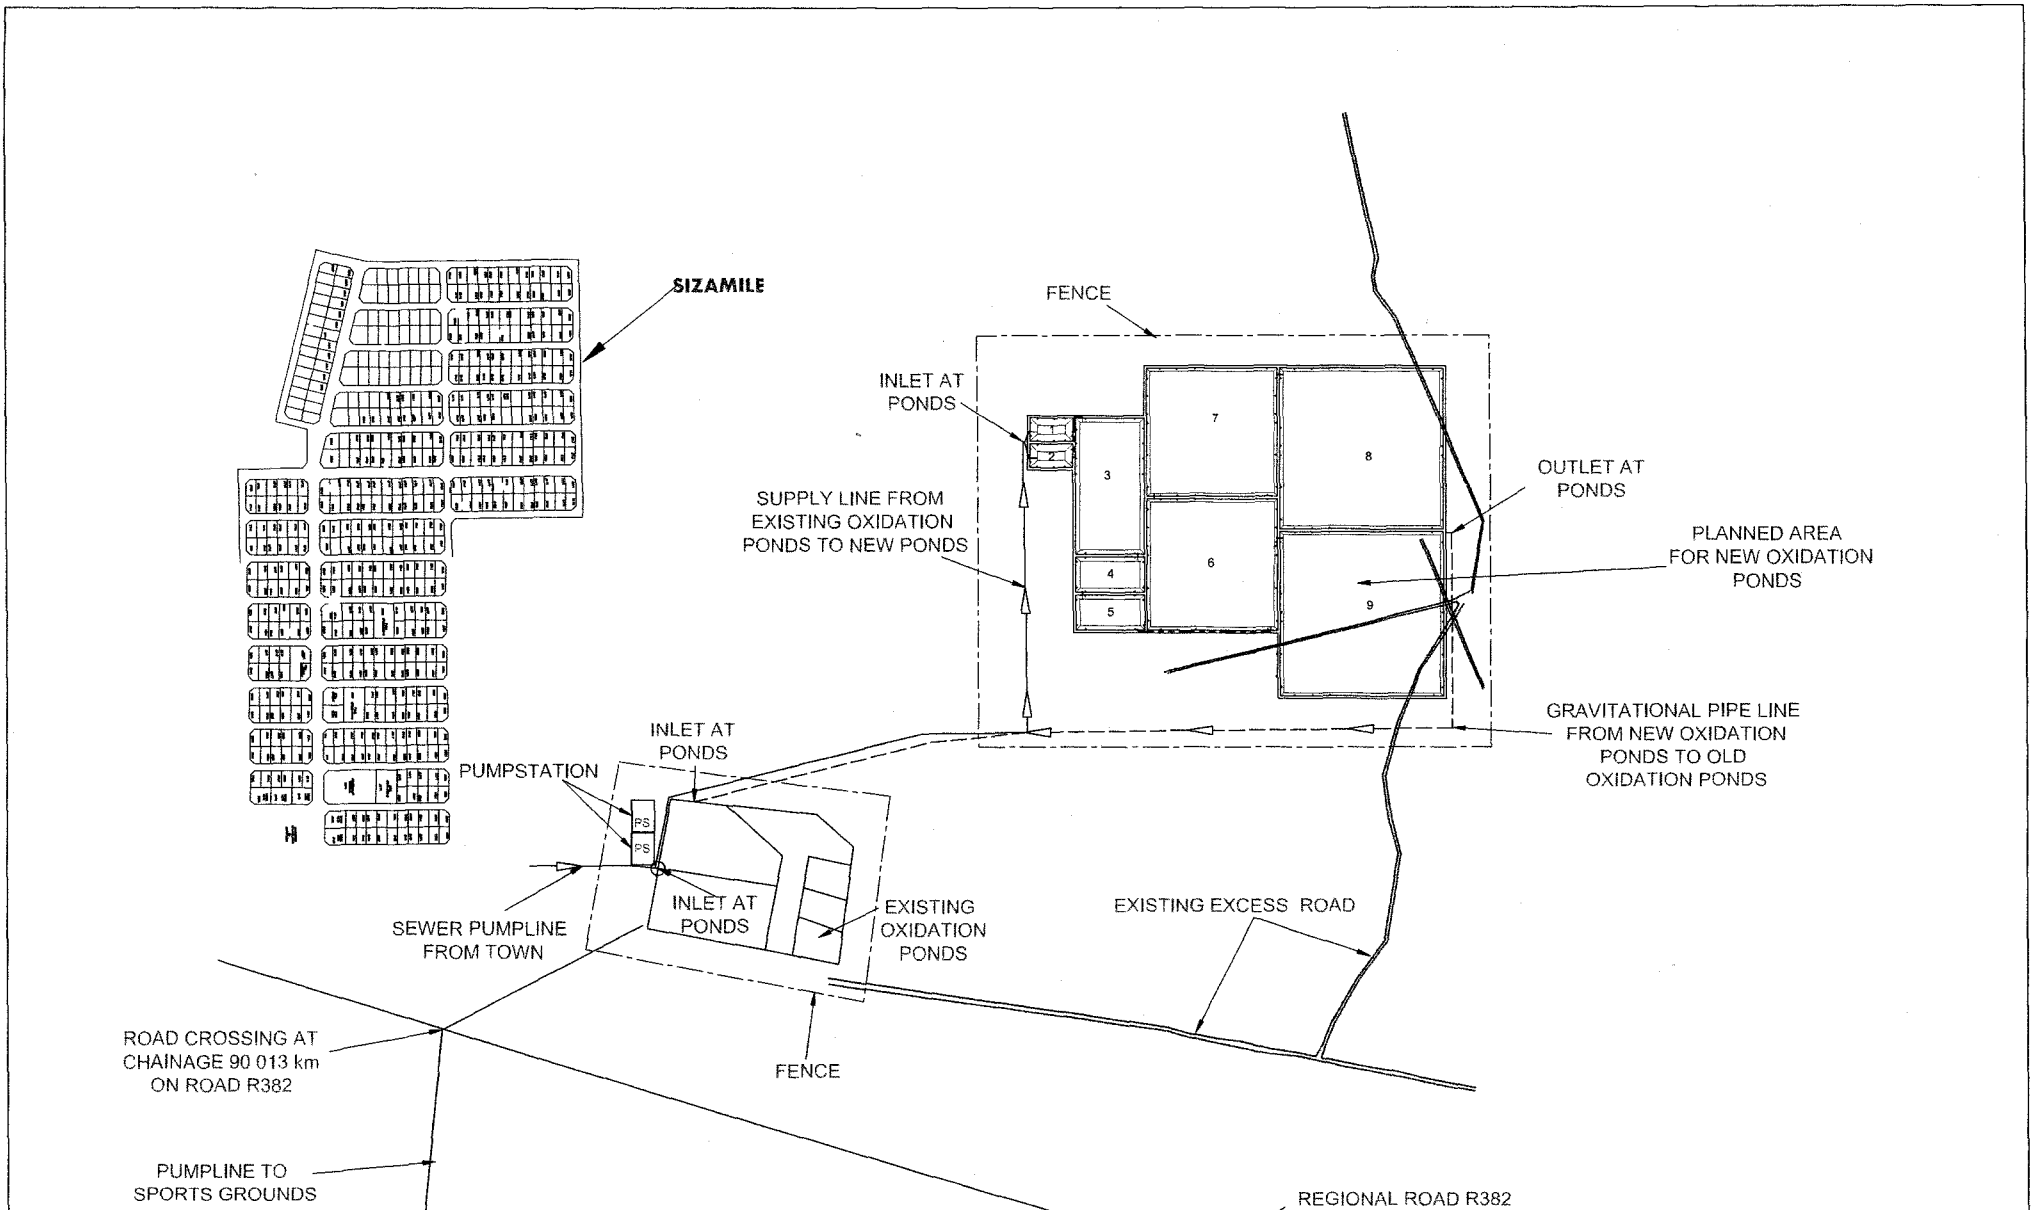 SIZAMILE
FENCE
INLET AT
PONDS
1
2
3
4
5
6
7
8
9
OUTLET AT
PONDS
SUPPLY LINE FROM
EXISTING OXIDATION
PONDS TO NEW PONDS
PLANNED AREA
FOR NEW OXIDATION
PONDS
GRAVITATIONAL PIPE LINE
FROM NEW OXIDATION
PONDS TO OLD
OXIDATION PONDS
INLET AT
PONDS
PUMPSTATION
PS
PS
INLET AT
PONDS
SEWER PUMPLINE
FROM TOWN
EXISTING
OXIDATION
PONDS
EXISTING EXCESS ROAD
ROAD CROSSING AT
CHAINAGE 90 013 km
ON ROAD R382
FENCE
PUMPLINE TO
SPORTS GROUNDS
REGIONAL ROAD R382